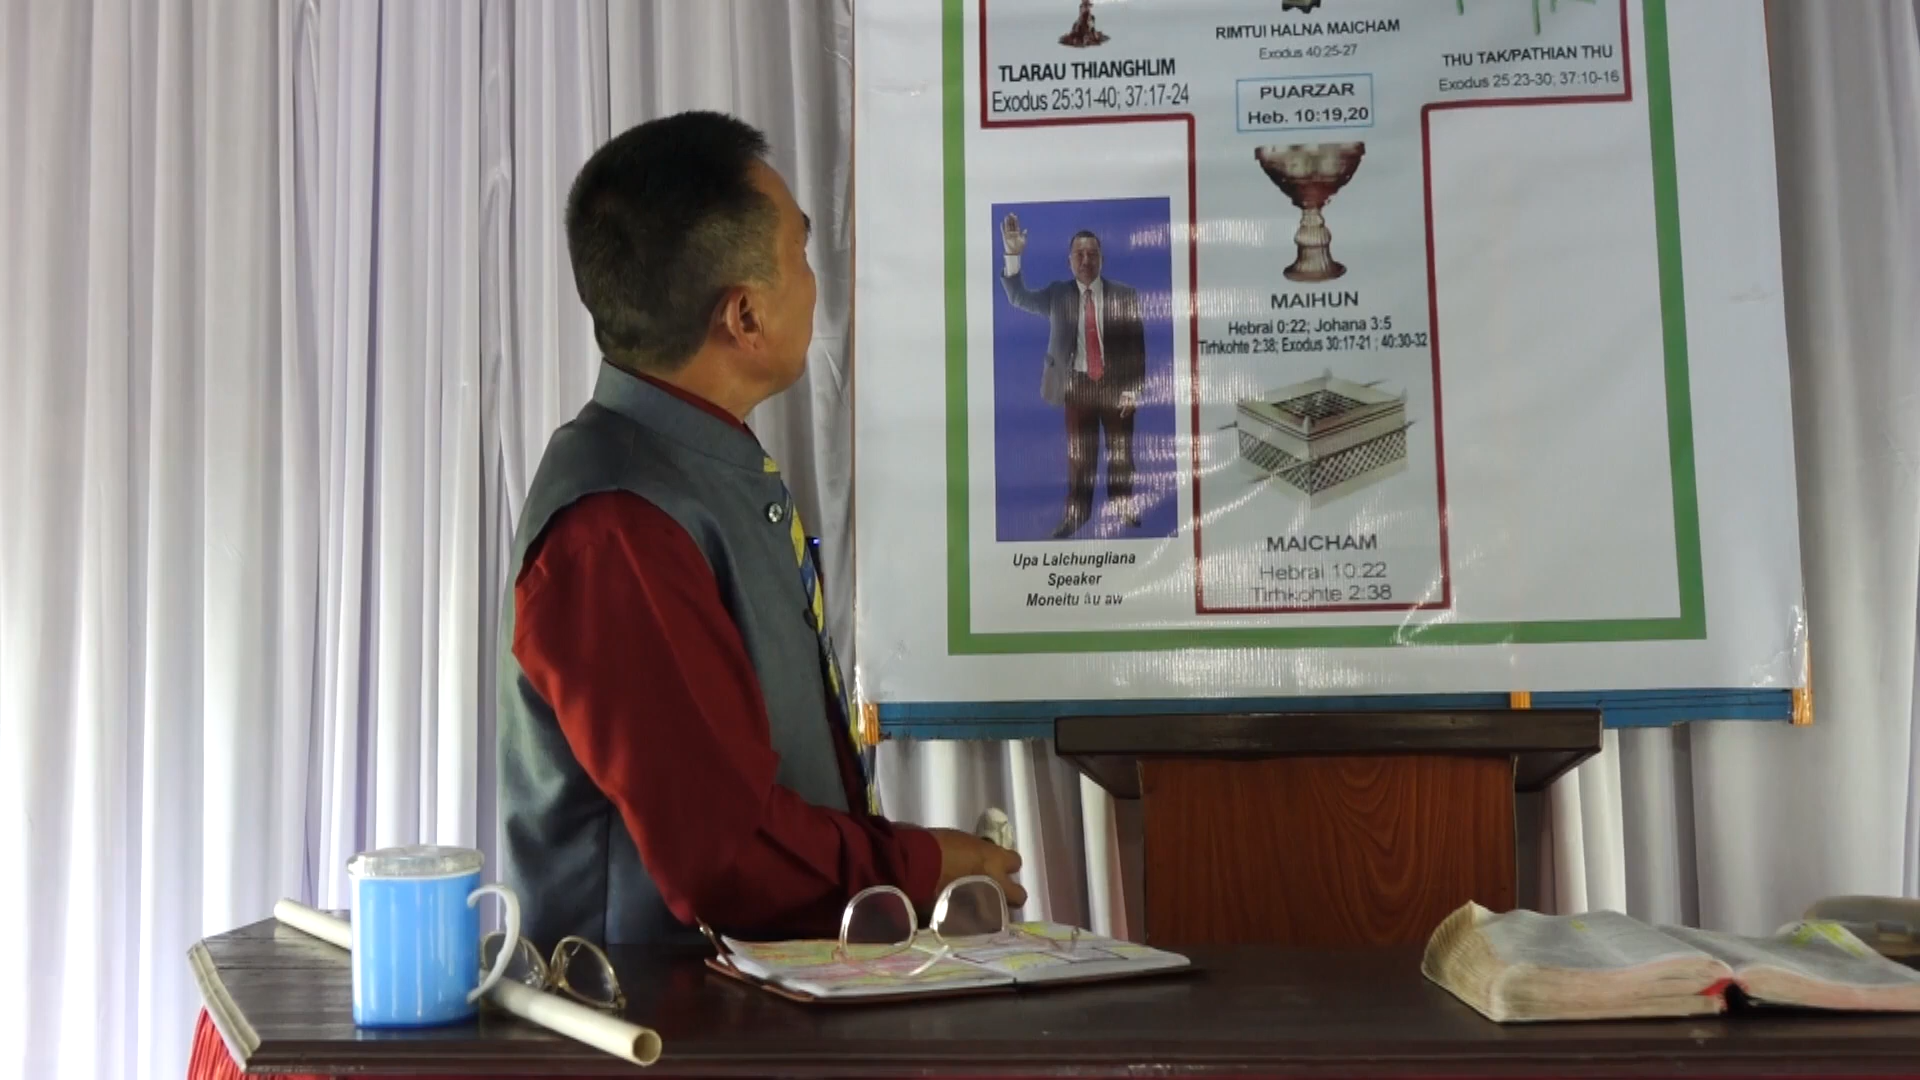 TLARAU THIANGHLIM
Exodus 25:31-40; 37:17-24
RIMTUI HALNA MAICHAM
Exodus 40:25-27
THU TAK/PATHIAN THU
Exodus 25:23-30; 37:10-16
PUARZAR
Heb. 10:19,20
MAIHUN
Hebrai 0:22; Johana 3:5
Tirhkohte 2:38; Exodus 30:17-21 ; 40:30-32
Upa Lalchungliana
Speaker
Moneitu âu aw
MAICHAM
Hebrai 10:22
Tirhkohte 2:38